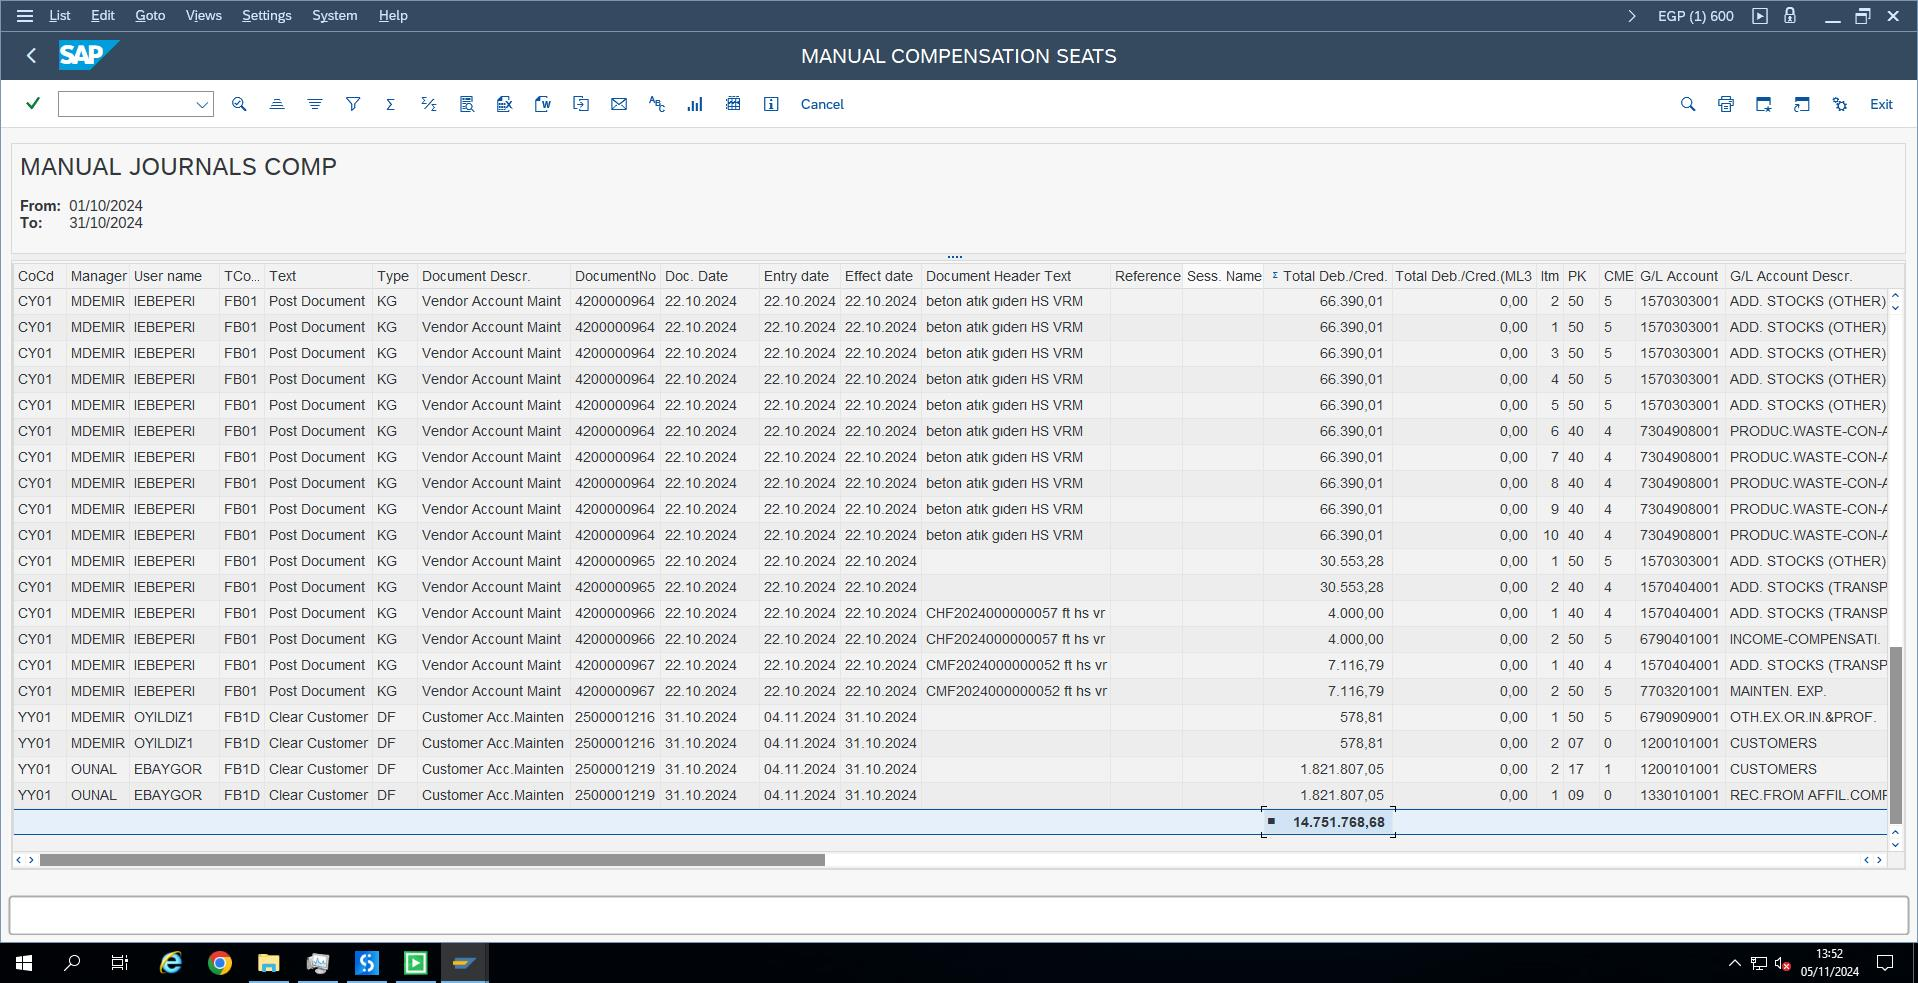 List Edit Goto Views Settings System Help EGP (1) 600
SAP MANUAL COMPENSATION SEATS
Cancel Exit
MANUAL JOURNALS COMP
From: 01/10/2024
To: 31/10/2024
CoCd Manager User name TCo... Text Type Document Descr. DocumentNo Doc. Date Entry date Effect date Document Header Text Reference Sess. Name Σ Total Deb./Cred. Total Deb./Cred.(ML3 Itm PK CME G/L Account G/L Account Descr.
CY01 MDEMIR IEBEPERI FB01 Post Document KG Vendor Account Maint 4200000964 22.10.2024 22.10.2024 22.10.2024 beton atık gıderı HS VRM 66.390,01 0,00 2 50 5 1570303001 ADD. STOCKS (OTHER)
CY01 MDEMIR IEBEPERI FB01 Post Document KG Vendor Account Maint 4200000964 22.10.2024 22.10.2024 22.10.2024 beton atık gıderı HS VRM 66.390,01 0,00 1 50 5 1570303001 ADD. STOCKS (OTHER)
CY01 MDEMIR IEBEPERI FB01 Post Document KG Vendor Account Maint 4200000964 22.10.2024 22.10.2024 22.10.2024 beton atık gıderı HS VRM 66.390,01 0,00 3 50 5 1570303001 ADD. STOCKS (OTHER)
CY01 MDEMIR IEBEPERI FB01 Post Document KG Vendor Account Maint 4200000964 22.10.2024 22.10.2024 22.10.2024 beton atık gıderı HS VRM 66.390,01 0,00 4 50 5 1570303001 ADD. STOCKS (OTHER)
CY01 MDEMIR IEBEPERI FB01 Post Document KG Vendor Account Maint 4200000964 22.10.2024 22.10.2024 22.10.2024 beton atık gıderı HS VRM 66.390,01 0,00 5 50 5 1570303001 ADD. STOCKS (OTHER)
CY01 MDEMIR IEBEPERI FB01 Post Document KG Vendor Account Maint 4200000964 22.10.2024 22.10.2024 22.10.2024 beton atık gıderı HS VRM 66.390,01 0,00 6 40 4 7304908001 PRODUC.WASTE-CON-A
CY01 MDEMIR IEBEPERI FB01 Post Document KG Vendor Account Maint 4200000964 22.10.2024 22.10.2024 22.10.2024 beton atık gıderı HS VRM 66.390,01 0,00 7 40 4 7304908001 PRODUC.WASTE-CON-A
CY01 MDEMIR IEBEPERI FB01 Post Document KG Vendor Account Maint 4200000964 22.10.2024 22.10.2024 22.10.2024 beton atık gıderı HS VRM 66.390,01 0,00 8 40 4 7304908001 PRODUC.WASTE-CON-A
CY01 MDEMIR IEBEPERI FB01 Post Document KG Vendor Account Maint 4200000964 22.10.2024 22.10.2024 22.10.2024 beton atık gıderı HS VRM 66.390,01 0,00 9 40 4 7304908001 PRODUC.WASTE-CON-A
CY01 MDEMIR IEBEPERI FB01 Post Document KG Vendor Account Maint 4200000964 22.10.2024 22.10.2024 22.10.2024 beton atık gıderı HS VRM 66.390,01 0,00 10 40 4 7304908001 PRODUC.WASTE-CON-A
CY01 MDEMIR IEBEPERI FB01 Post Document KG Vendor Account Maint 4200000965 22.10.2024 22.10.2024 22.10.2024 30.553,28 0,00 1 50 5 1570303001 ADD. STOCKS (OTHER)
CY01 MDEMIR IEBEPERI FB01 Post Document KG Vendor Account Maint 4200000965 22.10.2024 22.10.2024 22.10.2024 30.553,28 0,00 2 40 4 1570404001 ADD. STOCKS (TRANSP
CY01 MDEMIR IEBEPERI FB01 Post Document KG Vendor Account Maint 4200000966 22.10.2024 22.10.2024 22.10.2024 CHF2024000000057 ft hs vr 4.000,00 0,00 1 40 4 1570404001 ADD. STOCKS (TRANSP
CY01 MDEMIR IEBEPERI FB01 Post Document KG Vendor Account Maint 4200000966 22.10.2024 22.10.2024 22.10.2024 CHF2024000000057 ft hs vr 4.000,00 0,00 2 50 5 6790401001 INCOME-COMPENSATI.
CY01 MDEMIR IEBEPERI FB01 Post Document KG Vendor Account Maint 4200000967 22.10.2024 22.10.2024 22.10.2024 CMF2024000000052 ft hs vr 7.116,79 0,00 1 40 4 1570404001 ADD. STOCKS (TRANSP
CY01 MDEMIR IEBEPERI FB01 Post Document KG Vendor Account Maint 4200000967 22.10.2024 22.10.2024 22.10.2024 CMF2024000000052 ft hs vr 7.116,79 0,00 2 50 5 7703201001 MAINTEN. EXP.
YY01 MDEMIR OYILDIZ1 FB1D Clear Customer DF Customer Acc.Mainten 2500001216 31.10.2024 04.11.2024 31.10.2024 578,81 0,00 1 50 5 6790909001 OTH.EX.OR.IN.&PROF.
YY01 MDEMIR OYILDIZ1 FB1D Clear Customer DF Customer Acc.Mainten 2500001216 31.10.2024 04.11.2024 31.10.2024 578,81 0,00 2 07 0 1200101001 CUSTOMERS
YY01 OUNAL EBAYGOR FB1D Clear Customer DF Customer Acc.Mainten 2500001219 31.10.2024 04.11.2024 31.10.2024 1.821.807,05 0,00 2 17 1 1200101001 CUSTOMERS
YY01 OUNAL EBAYGOR FB1D Clear Customer DF Customer Acc.Mainten 2500001219 31.10.2024 04.11.2024 31.10.2024 1.821.807,05 0,00 1 09 0 1330101001 REC.FROM AFFIL.COMF
14.751.768,68
13:52
05/11/2024